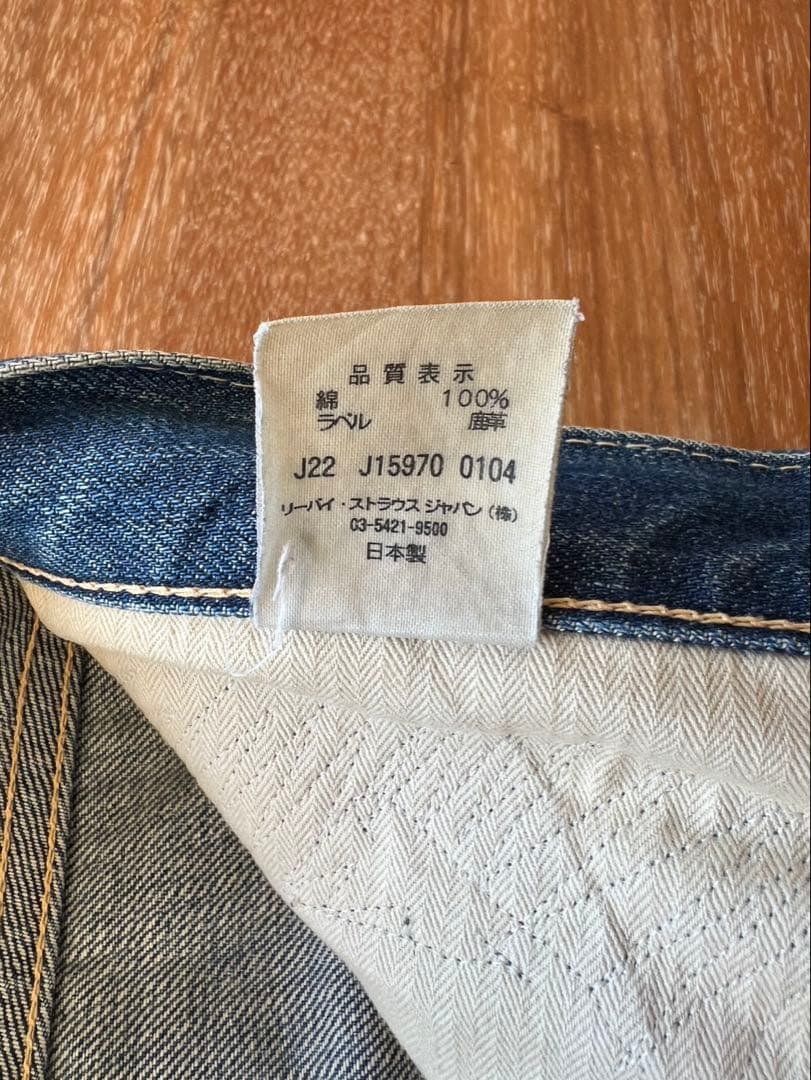 品質表示
綿 100%
ラベル 鹿革
J22 J15970 0104
リーバイ・ストラウス ジャパン(株)
03-5421-9500
日本製